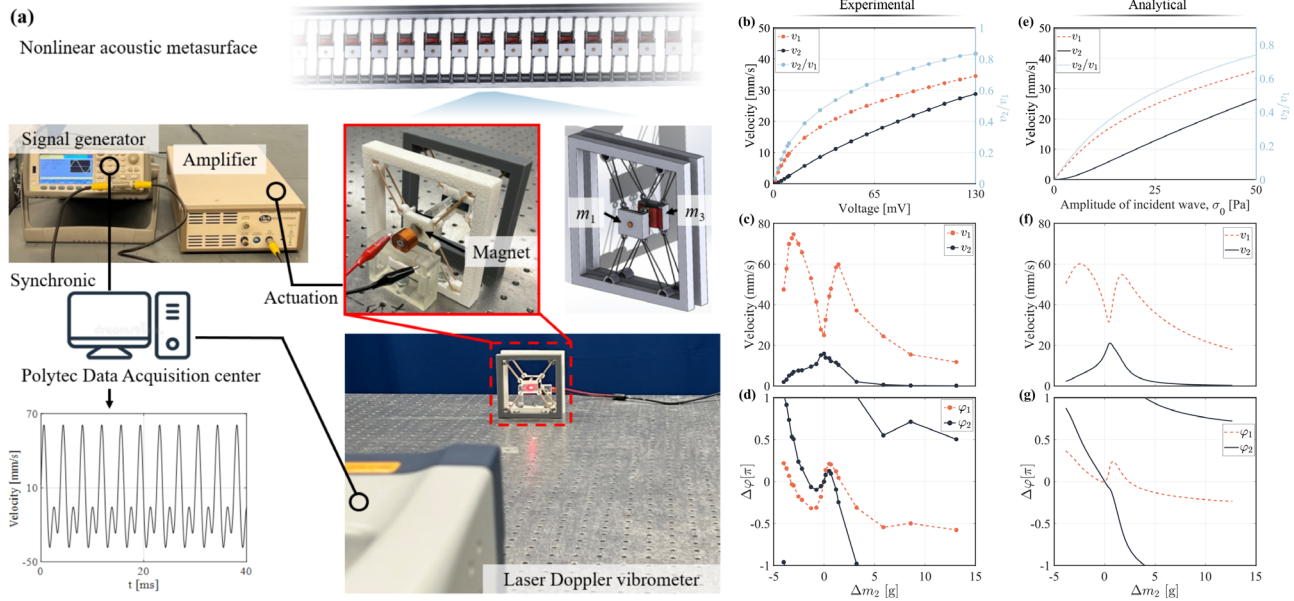 (a)
Nonlinear acoustic metasurface
Signal generator
Amplifier
Magnet
m1
m3
Synchronic
Actuation
Polytec Data Acquisition center
Velocity [mm/s]
70
10
-50
0
20
40
t [ms]
Laser Doppler vibrometer
Experimental
(b)
Velocity [mm/s]
50
40
30
20
10
0
v1
v2
v2/v1
1
0.8
0.6
0.4
0.2
0
v2/v1
0
65
130
Voltage [mV]
(c)
Velocity (mm/s)
80
60
40
20
0
v1
v2
(d)
Δφ[π]
1
0.5
0
-0.5
-1
φ1
φ2
-5
0
5
10
15
Δm2 [g]
Analytical
(e)
Velocity [mm/s]
50
40
30
20
10
0
v1
v2
v2/v1
0.8
0.6
0.4
0.2
0
v2/v1
0
25
50
Amplitude of incident wave, σ0 [Pa]
(f)
Velocity (mm/s)
80
60
40
20
0
v1
v2
(g)
Δφ[π]
1
0.5
0
-0.5
-1
φ1
φ2
-5
0
5
10
15
Δm2 [g]